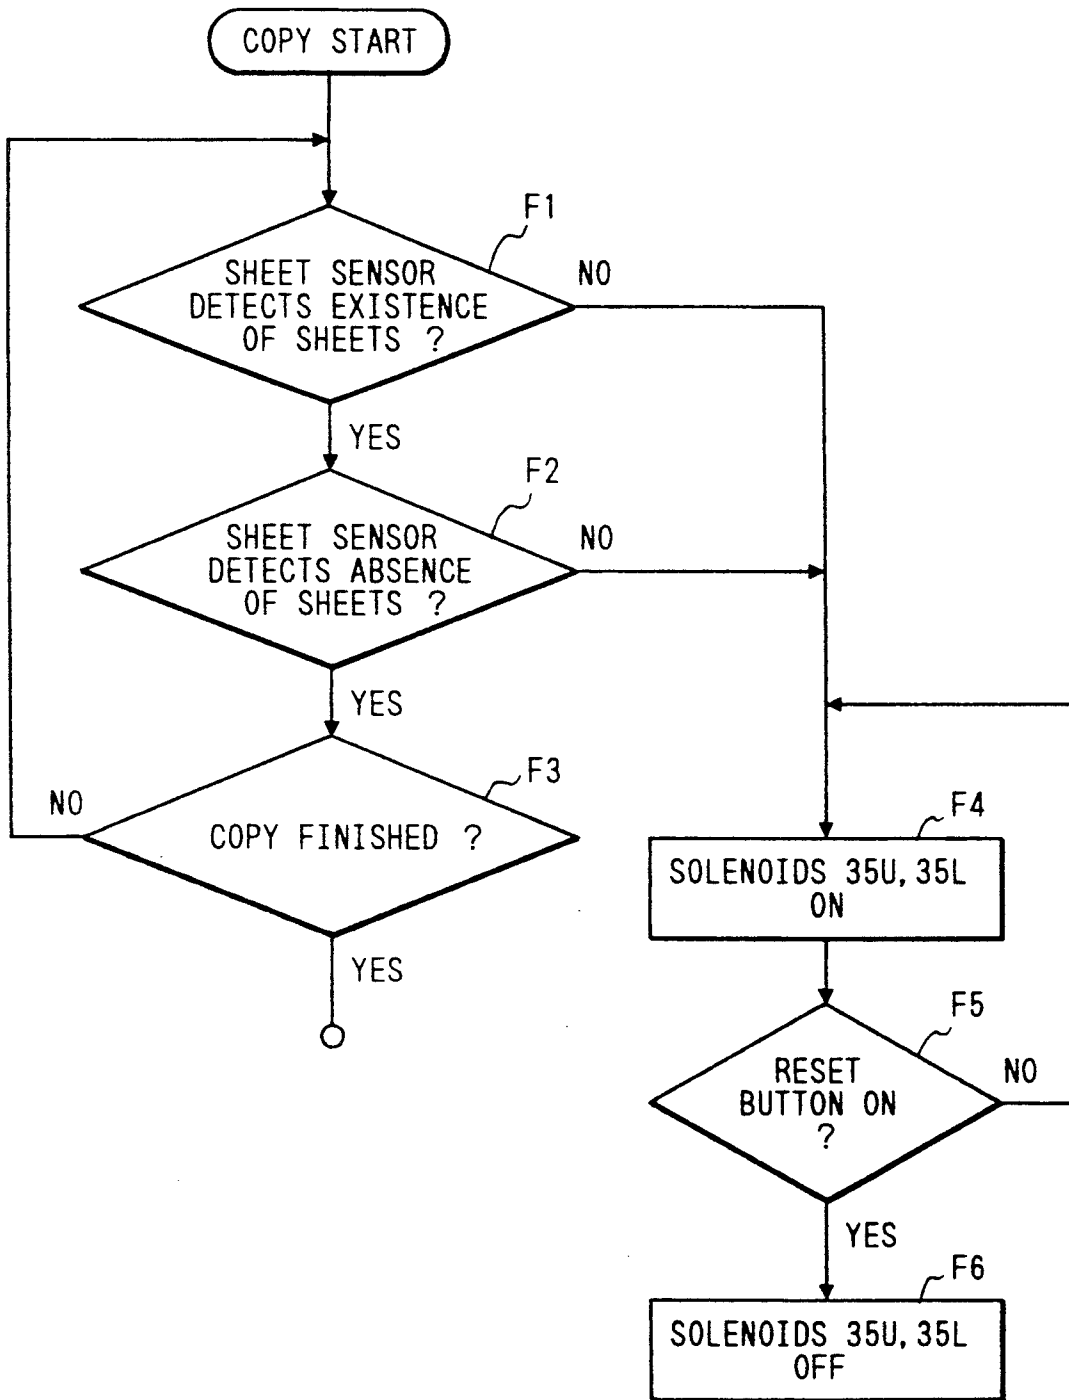 COPY START
F1
SHEET SENSOR
DETECTS EXISTENCE
OF SHEETS ?
NO
YES
F2
SHEET SENSOR
DETECTS ABSENCE
OF SHEETS ?
NO
YES
F3
COPY FINISHED ?
NO
YES
F4
SOLENOIDS 35U, 35L
ON
F5
RESET
BUTTON ON
?
NO
YES
F6
SOLENOIDS 35U, 35L
OFF